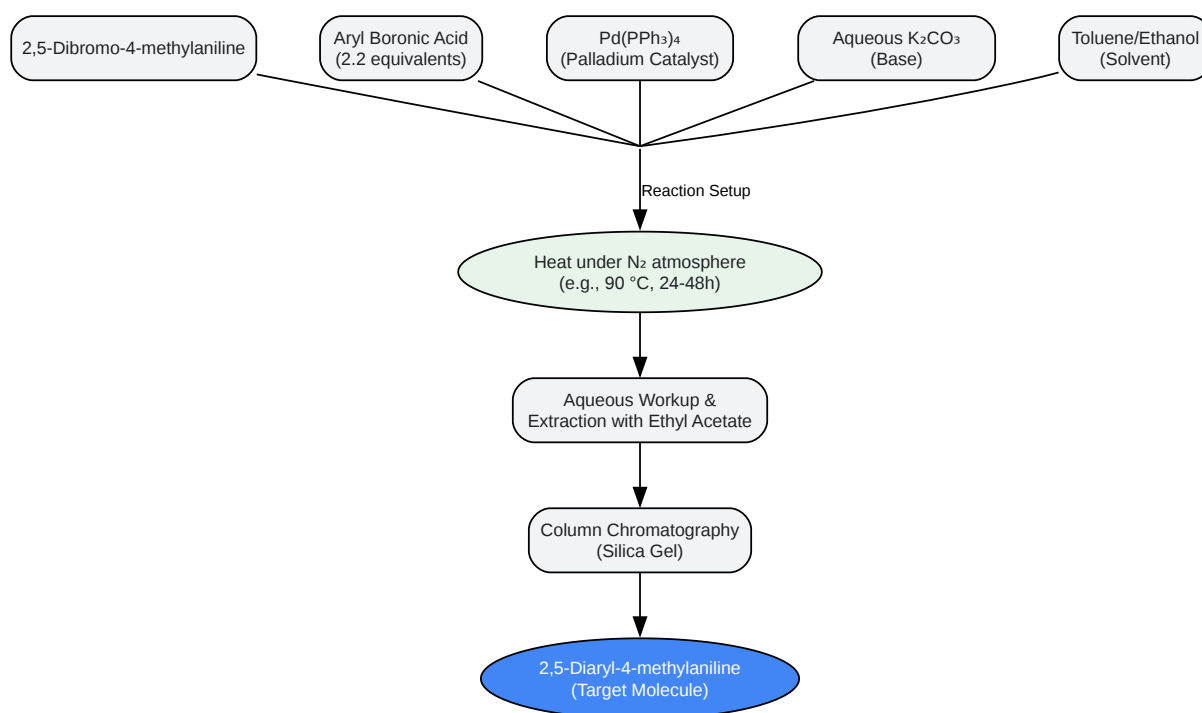 2,5-Dibromo-4-methylaniline
Aryl Boronic Acid
(2.2 equivalents)
Pd(PPh₃)₄
(Palladium Catalyst)
Aqueous K₂CO₃
(Base)
Toluene/Ethanol
(Solvent)
Reaction Setup
Heat under N₂ atmosphere
(e.g., 90 °C, 24-48h)
Aqueous Workup &
Extraction with Ethyl Acetate
Column Chromatography
(Silica Gel)
2,5-Diaryl-4-methylaniline
(Target Molecule)